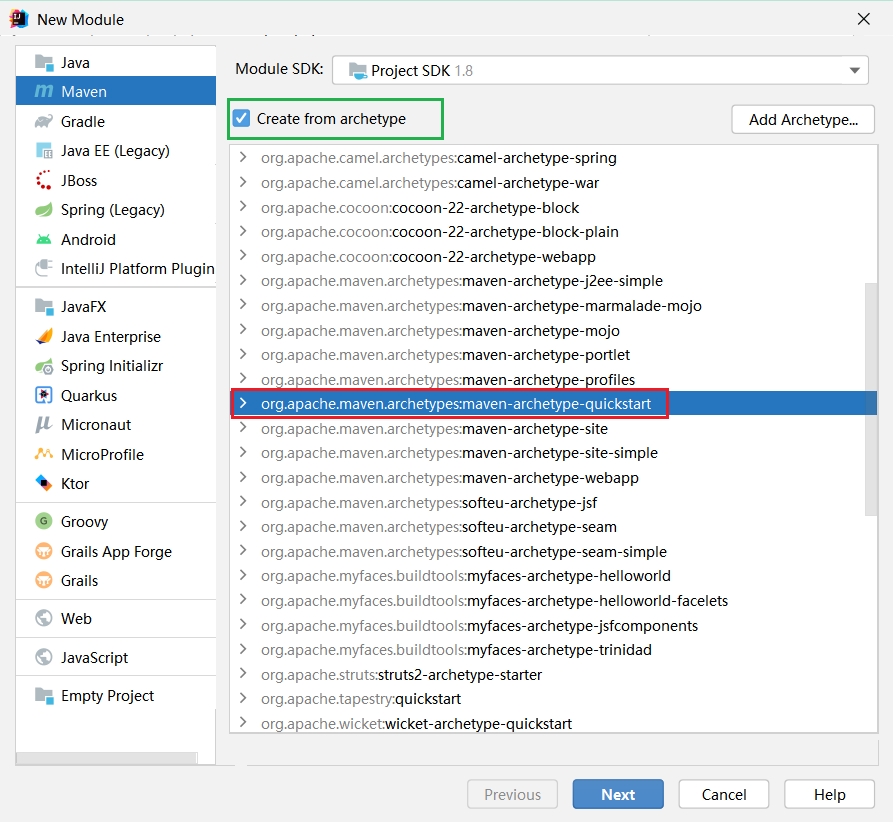 New Module
Java
Maven
Gradle
Java EE (Legacy)
JBoss
Spring (Legacy)
Android
IntelliJ Platform Plugin
JavaFX
Java Enterprise
Spring Initializr
Quarkus
Micronaut
MicroProfile
Ktor
Groovy
Grails App Forge
Grails
Web
JavaScript
Empty Project
Module SDK: Project SDK 1.8
Create from archetype
Add Archetype...
org.apache.camel.archetypes:camel-archetype-spring
org.apache.camel.archetypes:camel-archetype-war
org.apache.cocoon:cocoon-22-archetype-block
org.apache.cocoon:cocoon-22-archetype-block-plain
org.apache.cocoon:cocoon-22-archetype-webapp
org.apache.maven.archetypes:maven-archetype-j2ee-simple
org.apache.maven.archetypes:maven-archetype-marmalade-mojo
org.apache.maven.archetypes:maven-archetype-mojo
org.apache.maven.archetypes:maven-archetype-portlet
org.apache.maven.archetypes:maven-archetype-profiles
org.apache.maven.archetypes:maven-archetype-quickstart
org.apache.maven.archetypes:maven-archetype-site
org.apache.maven.archetypes:maven-archetype-site-simple
org.apache.maven.archetypes:maven-archetype-webapp
org.apache.maven.archetypes:softeu-archetype-jsf
org.apache.maven.archetypes:softeu-archetype-seam
org.apache.maven.archetypes:softeu-archetype-seam-simple
org.apache.myfaces.buildtools:myfaces-archetype-helloworld
org.apache.myfaces.buildtools:myfaces-archetype-helloworld-facelets
org.apache.myfaces.buildtools:myfaces-archetype-jsfcomponents
org.apache.myfaces.buildtools:myfaces-archetype-trinidad
org.apache.struts:struts2-archetype-starter
org.apache.tapestry:quickstart
org.apache.wicket:wicket-archetype-quickstart
Previous
Next
Cancel
Help